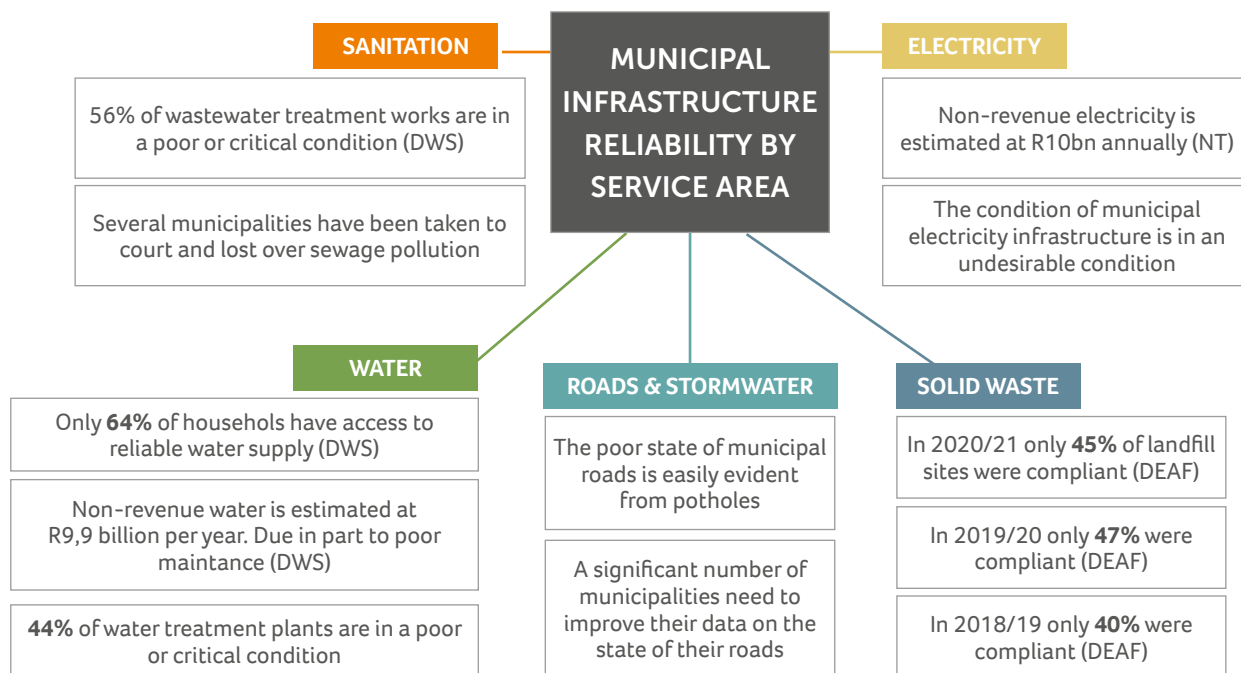 MUNICIPAL
INFRASTRUCTURE
RELIABILITY BY
SERVICE AREA
SANITATION
56% of wastewater treatment works are in
a poor or critical condition (DWS)
Several municipalities have been taken to
court and lost over sewage pollution
ELECTRICITY
Non-revenue electricity is
estimated at R10bn annually (NT)
The condition of municipal
electricity infrastructure is in an
undesirable condition
WATER
Only 64% of househols have access to
reliable water supply (DWS)
Non-revenue water is estimated at
R9,9 billion per year. Due in part to poor
maintance (DWS)
44% of water treatment plants are in a poor
or critical condition
ROADS & STORMWATER
The poor state of municipal
roads is easily evident
from potholes
A significant number of
municipalities need to
improve their data on the
state of their roads
SOLID WASTE
In 2020/21 only 45% of landfill
sites were compliant (DEAF)
In 2019/20 only 47% were
compliant (DEAF)
In 2018/19 only 40% were
compliant (DEAF)